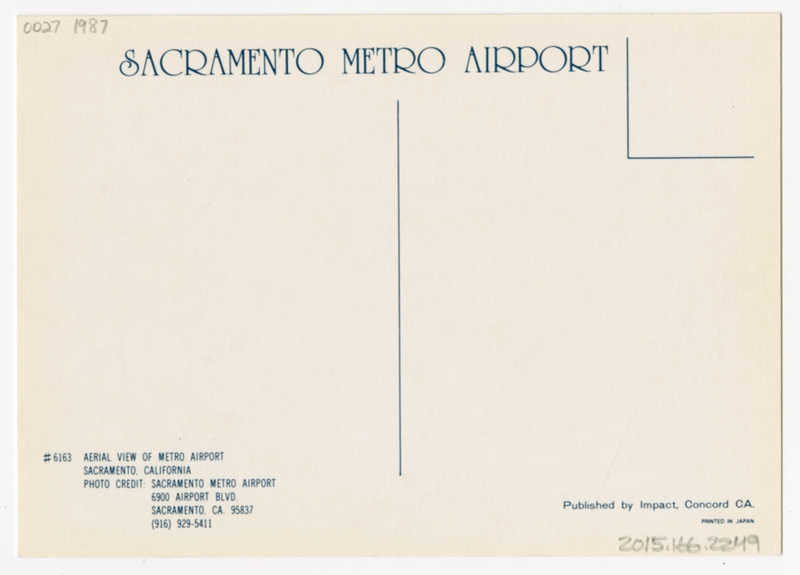 0027 1987
SACRAMENTO METRO AIRPORT
#6163 AERIAL VIEW OF METRO AIRPORT
SACRAMENTO, CALIFORNIA
PHOTO CREDIT: SACRAMENTO METRO AIRPORT
6900 AIRPORT BLVD.
SACRAMENTO, CA. 95837
(916) 929-5411
Published by Impact, Concord CA.
PRINTED IN JAPAN
2015.166.2249